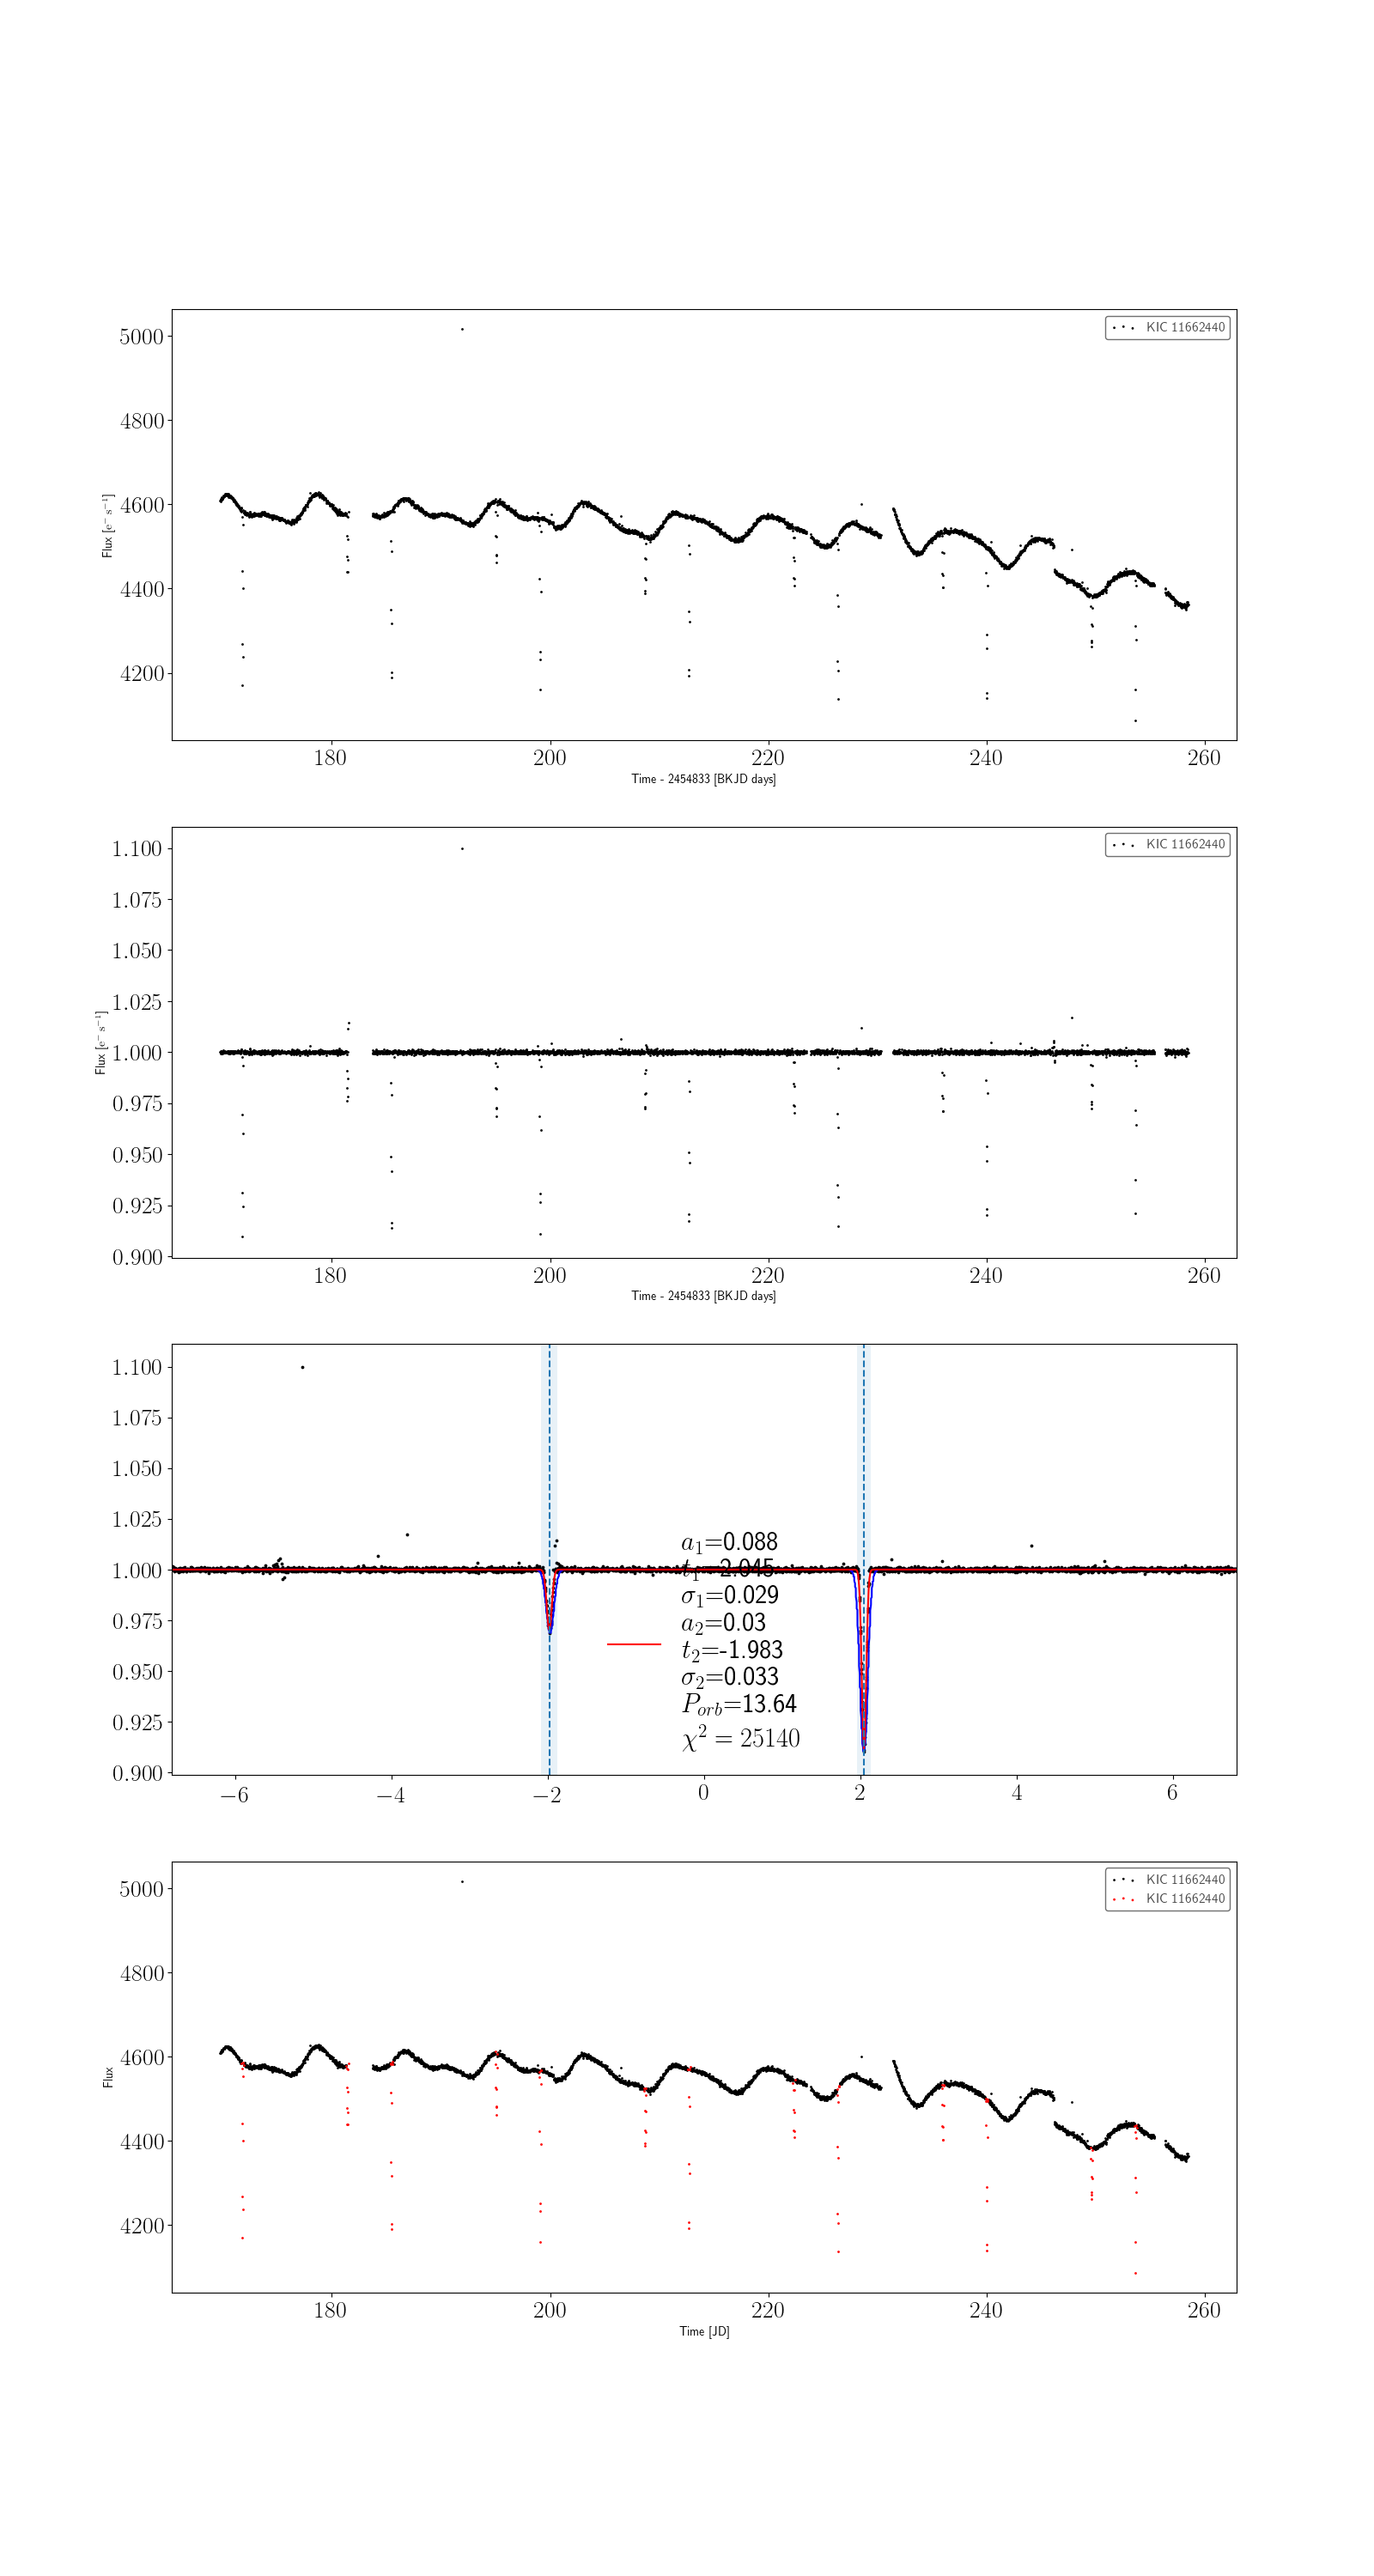 5000
4800
4600
4400
4200
Flux [e⁻ s⁻¹]
KIC 11662440
180 200 220 240 260
Time - 2454833 [BKJD days]
1.100
1.075
1.050
1.025
1.000
0.975
0.950
0.925
0.900
Flux [e⁻ s⁻¹]
KIC 11662440
180 200 220 240 260
Time - 2454833 [BKJD days]
1.100
1.075
1.050
1.025
1.000
0.975
0.950
0.925
0.900
a₁=0.088
t₁=2.045
σ₁=0.029
a₂=0.03
t₂=-1.983
σ₂=0.033
Pₒᵣb=13.64
χ² = 25140
−6 −4 −2 0 2 4 6
5000
4800
4600
4400
4200
Flux
KIC 11662440
KIC 11662440
180 200 220 240 260
Time [JD]